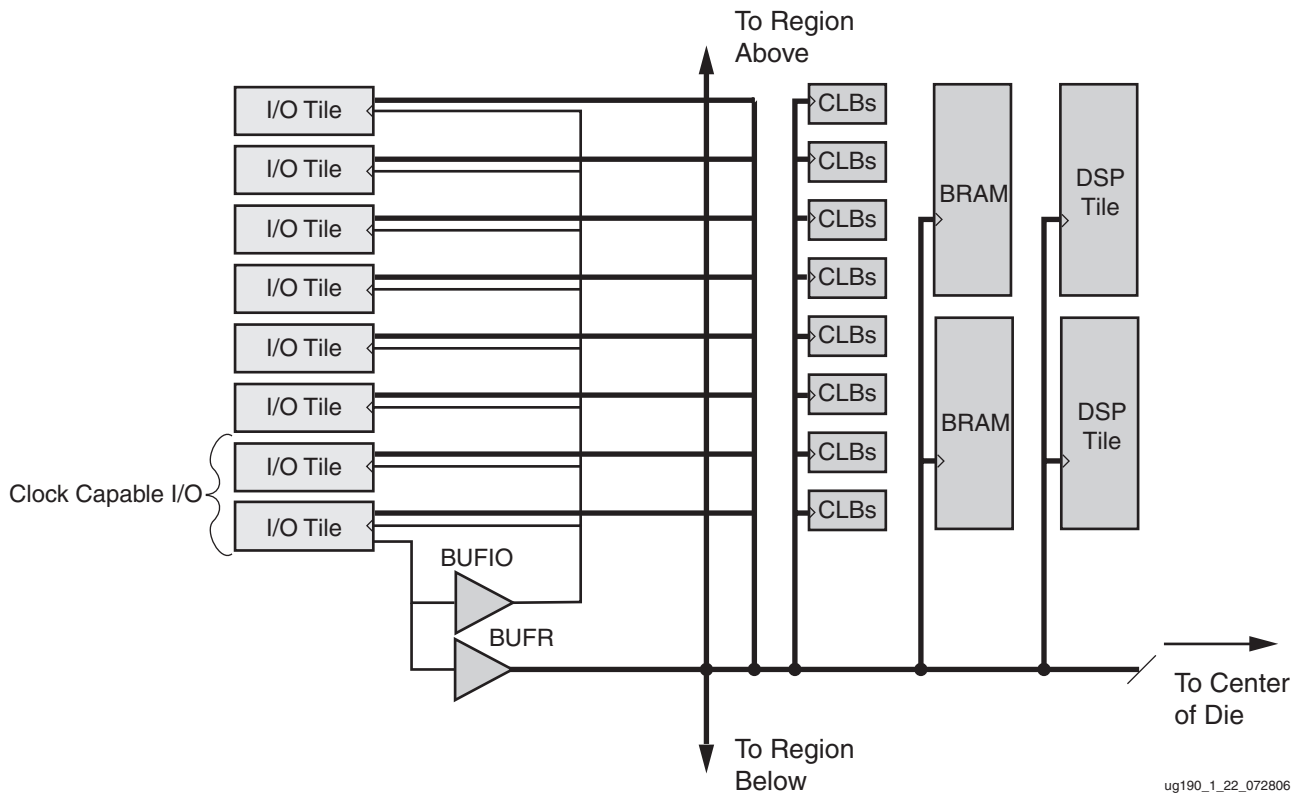 To Region
Above
I/O Tile
CLBs
I/O Tile
CLBs
BRAM
DSP
Tile
I/O Tile
CLBs
I/O Tile
CLBs
I/O Tile
CLBs
I/O Tile
CLBs
BRAM
DSP
Tile
Clock Capable I/O
I/O Tile
CLBs
I/O Tile
CLBs
BUFIO
BUFR
To Center
of Die
To Region
Below
ug190_1_22_072806